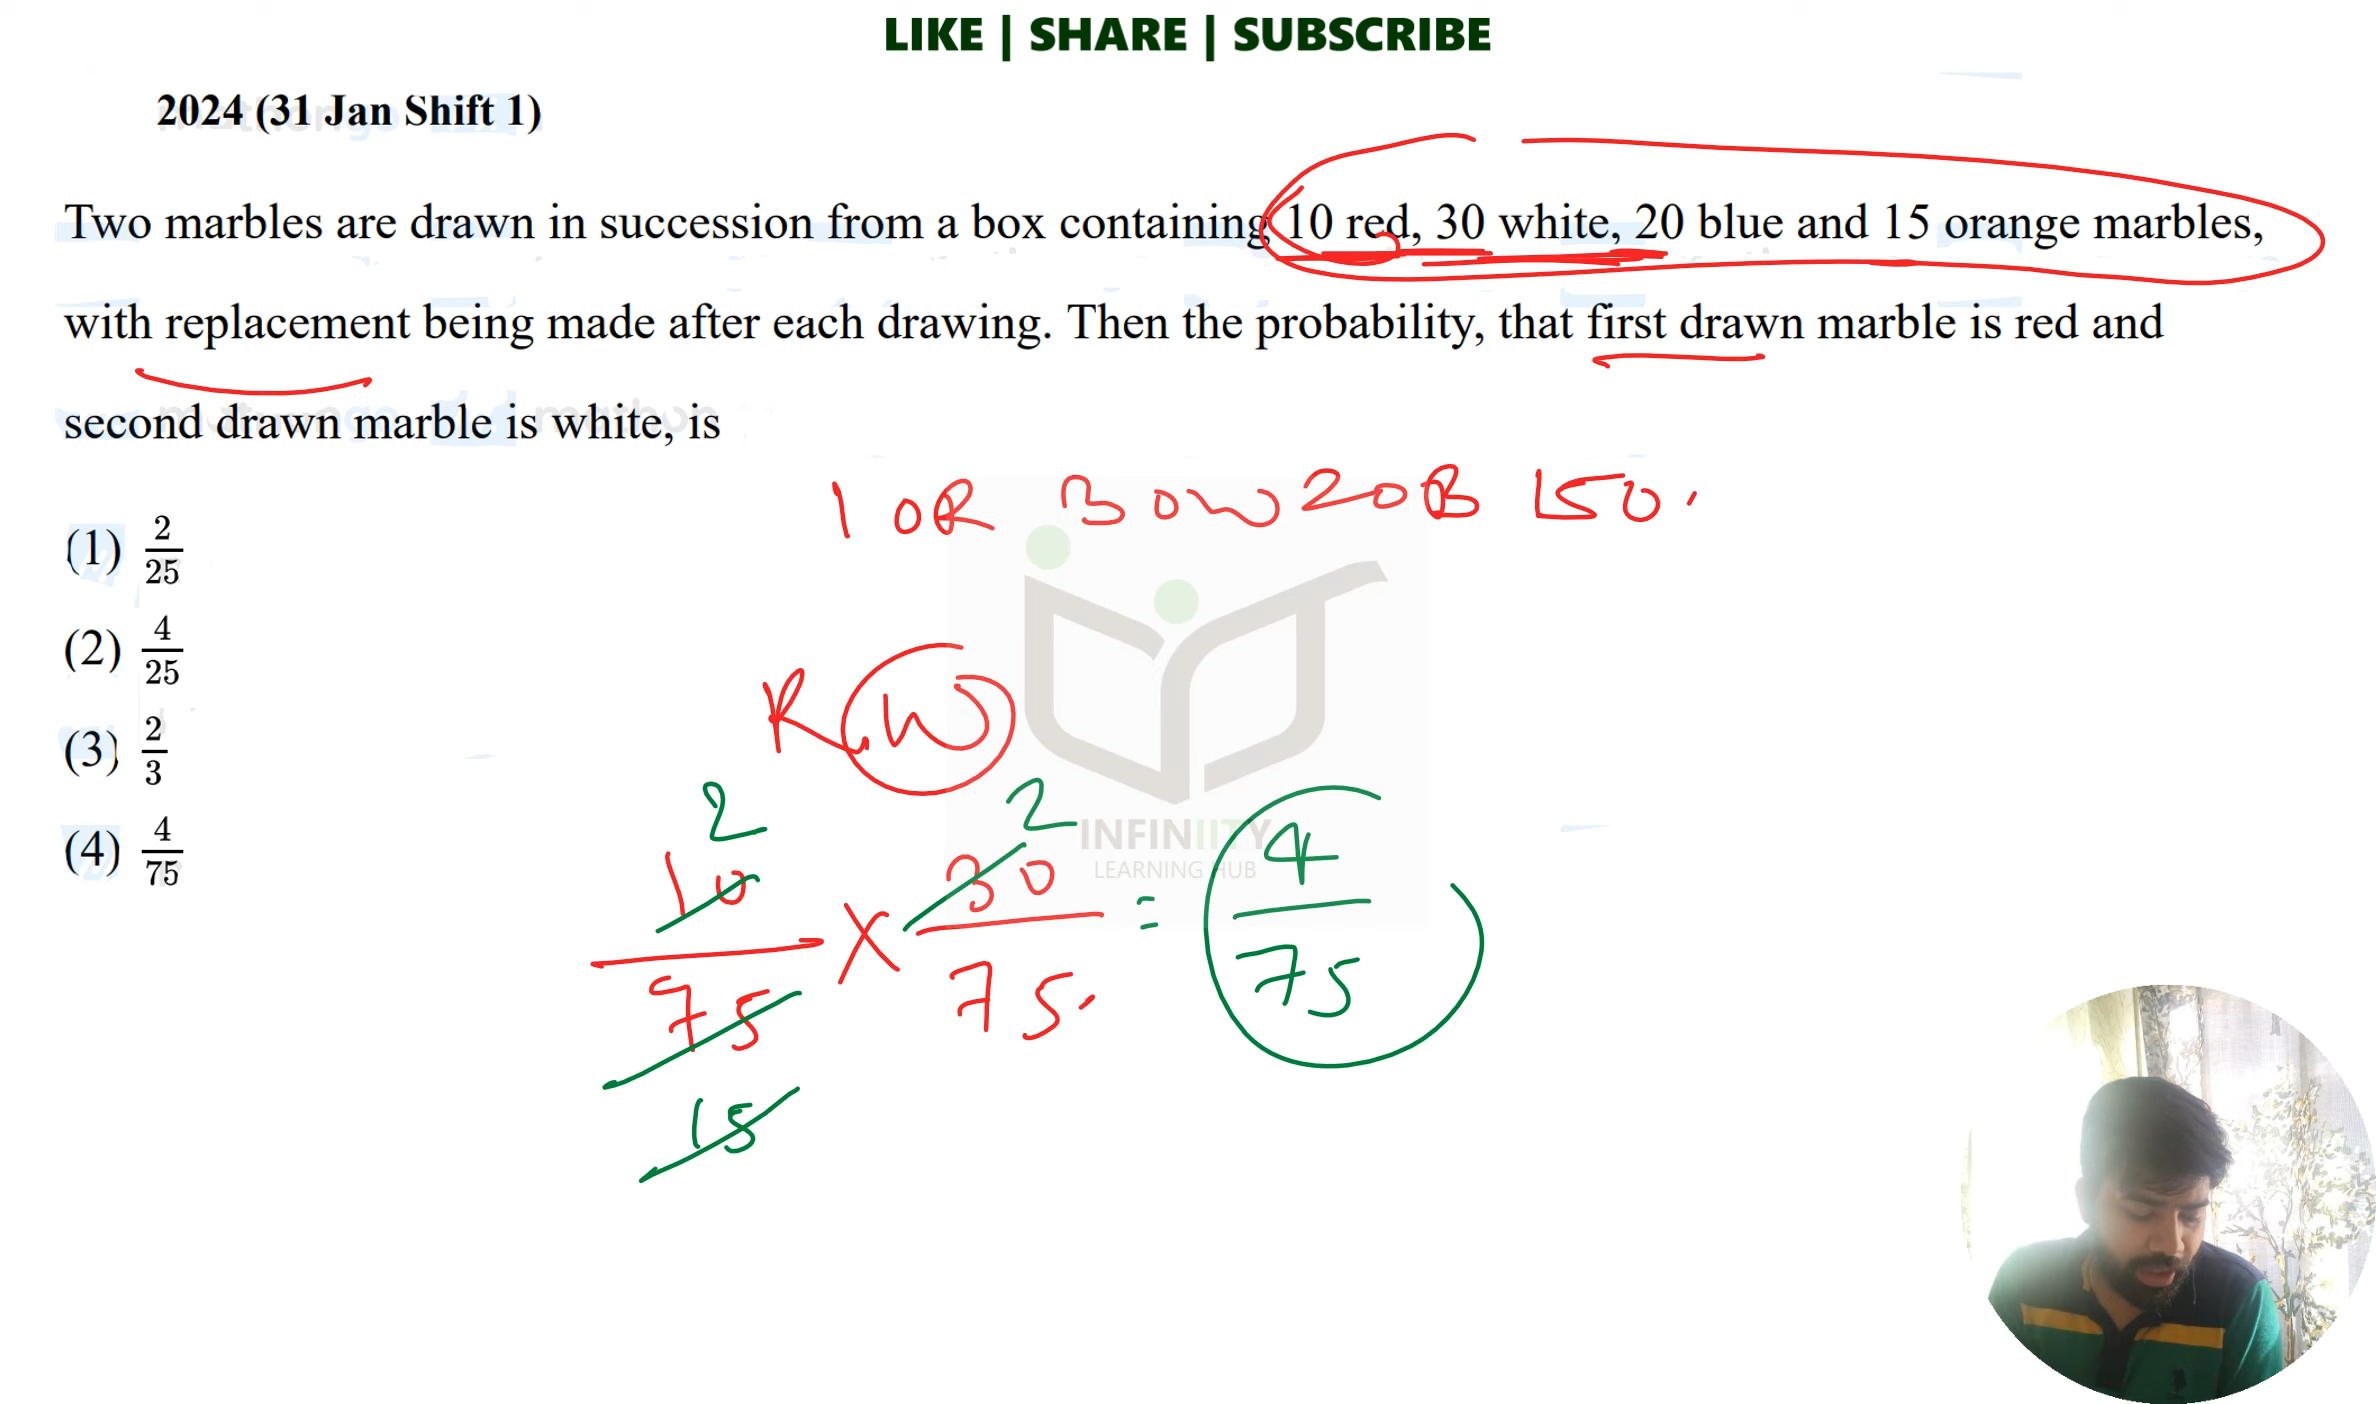 LIKE | SHARE | SUBSCRIBE
2024 (31 Jan Shift 1)
Two marbles are drawn in succession from a box containing 10 red, 30 white, 20 blue and 15 orange marbles,
with replacement being made after each drawing. Then the probability, that first drawn marble is red and
second drawn marble is white, is
10R 30W 20B 15O.
(1) 2/25
(2) 4/25
(3) 2/3
(4) 4/75
R W
2 2
10/75 × 30/75. = 4/75
15
INFINIITY
LEARNING HUB